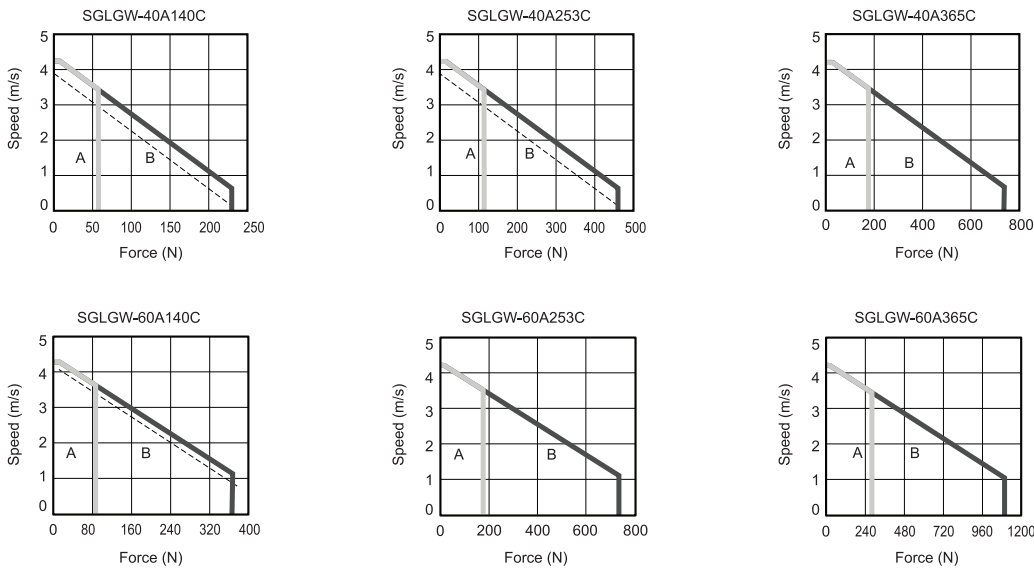 SGLGW-40A140C
5
4
3
2
1
0
Speed (m/s)
A
B
0 50 100 150 200 250
Force (N)
SGLGW-40A253C
5
4
3
2
1
0
Speed (m/s)
A
B
0 100 200 300 400 500
Force (N)
SGLGW-40A365C
5
4
3
2
1
0
Speed (m/s)
A
B
0 200 400 600 800
Force (N)
SGLGW-60A140C
5
4
3
2
1
0
Speed (m/s)
A
B
0 80 160 240 320 400
Force (N)
SGLGW-60A253C
5
4
3
2
1
0
Speed (m/s)
A
B
0 200 400 600 800
Force (N)
SGLGW-60A365C
5
4
3
2
1
0
Speed (m/s)
A
B
0 240 480 720 960 1200
Force (N)